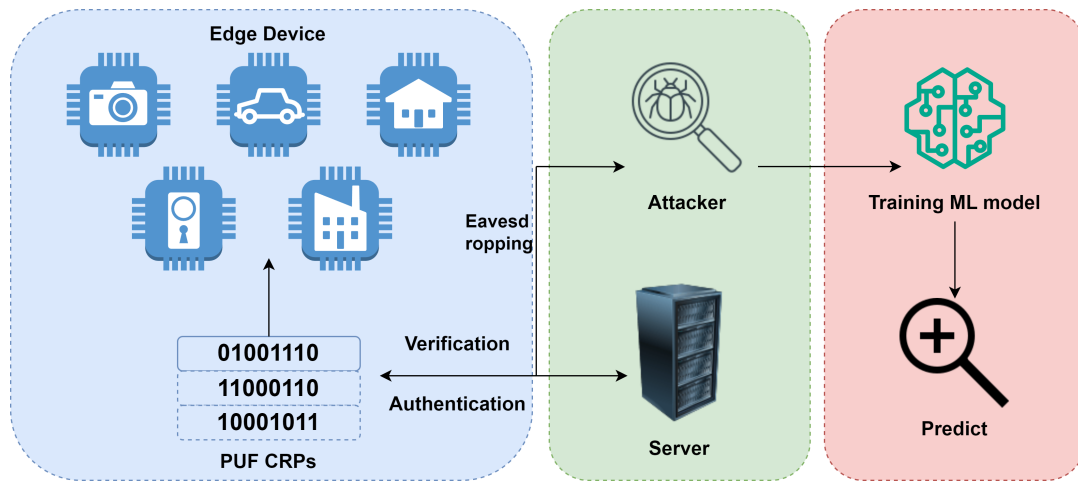 Edge Device
Eavesd
ropping
Attacker
Training ML model
01001110
11000110
10001011
PUF CRPs
Verification
Authentication
Server
Predict